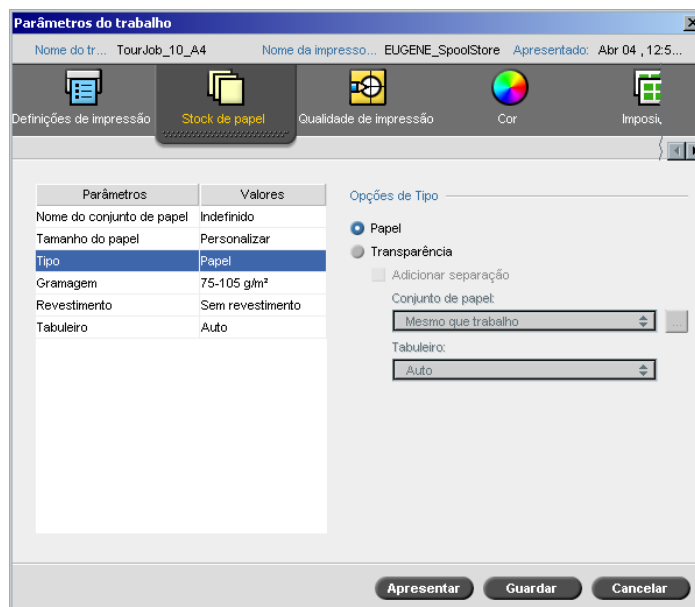 Parâmetros do trabalho
Nome do tr... TourJob_10_A4 Nome da impresso... EUGENE_SpoolStore Apresentado: Abr 04 , 12:5...
Definições de impressão Stock de papel Qualidade de impressão Cor Imposiç
Parâmetros Valores
Nome do conjunto de papel Indefinido
Tamanho do papel Personalizar
Tipo Papel
Gramagem 75-105 g/m²
Revestimento Sem revestimento
Tabuleiro Auto
Opções de Tipo
Papel
Transparência
Adicionar separação
Conjunto de papel:
Mesmo que trabalho ...
Tabuleiro:
Auto
Apresentar Guardar Cancelar